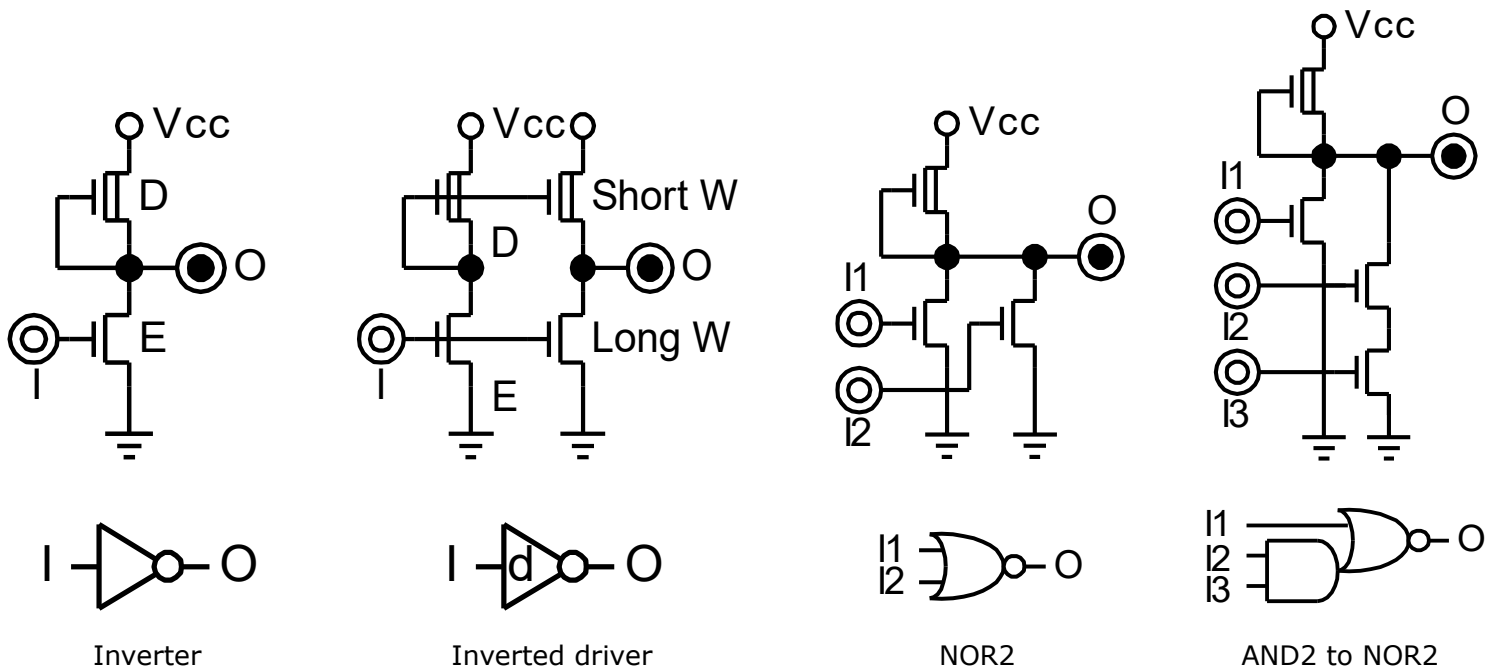 Vcc
D
O
E
I
Vcc
Short W
D
O
Long W
I
E
Vcc
O
I1
I2
Vcc
O
I1
I2
I3
I
O
I
d
O
I1
I2
O
I1
I2
I3
O
Inverter
Inverted driver
NOR2
AND2 to NOR2